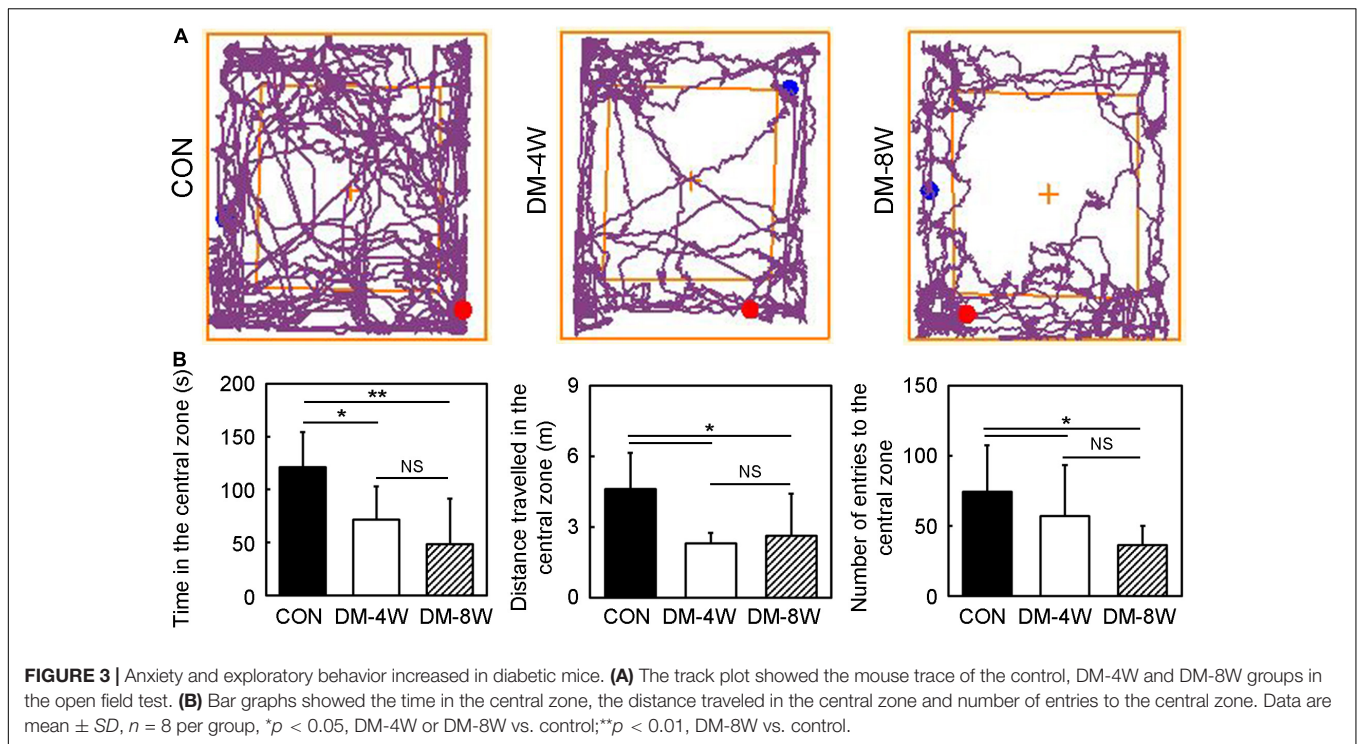 A
CON
DM-4W
DM-8W
B
Time in the central zone (s)
200
150
100
50
0
**
*
NS
CON DM-4W DM-8W
Distance travelled in the
central zone (m)
9
6
3
0
*
NS
CON DM-4W DM-8W
Number of entries to the
central zone
150
100
50
0
*
NS
CON DM-4W DM-8W
FIGURE 3 | Anxiety and exploratory behavior increased in diabetic mice. (A) The track plot showed the mouse trace of the control, DM-4W and DM-8W groups in
the open field test. (B) Bar graphs showed the time in the central zone, the distance traveled in the central zone and number of entries to the central zone. Data are
mean ± SD, n = 8 per group, *p < 0.05, DM-4W or DM-8W vs. control;**p < 0.01, DM-8W vs. control.